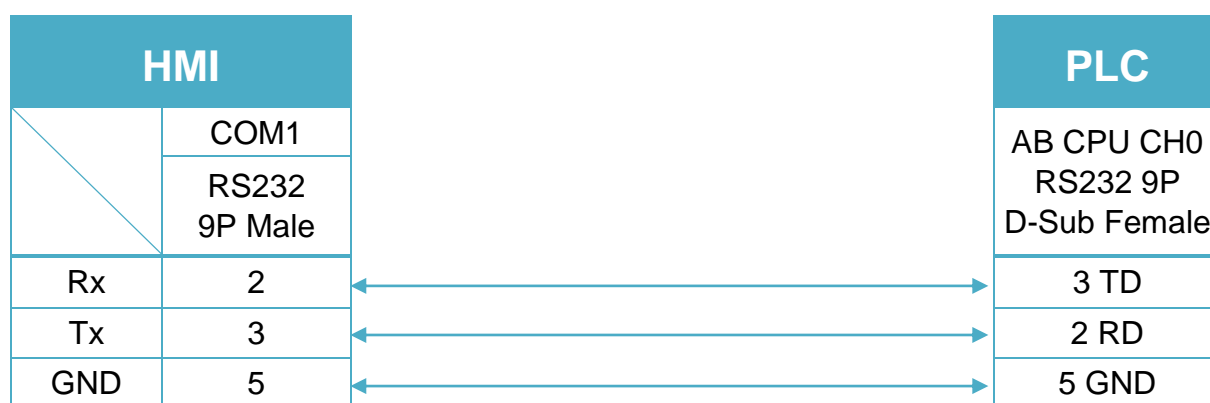 HMI
PLC
COM1
RS232
9P Male
AB CPU CH0
RS232 9P
D-Sub Female
Rx 2 3 TD
Tx 3 2 RD
GND 5 5 GND